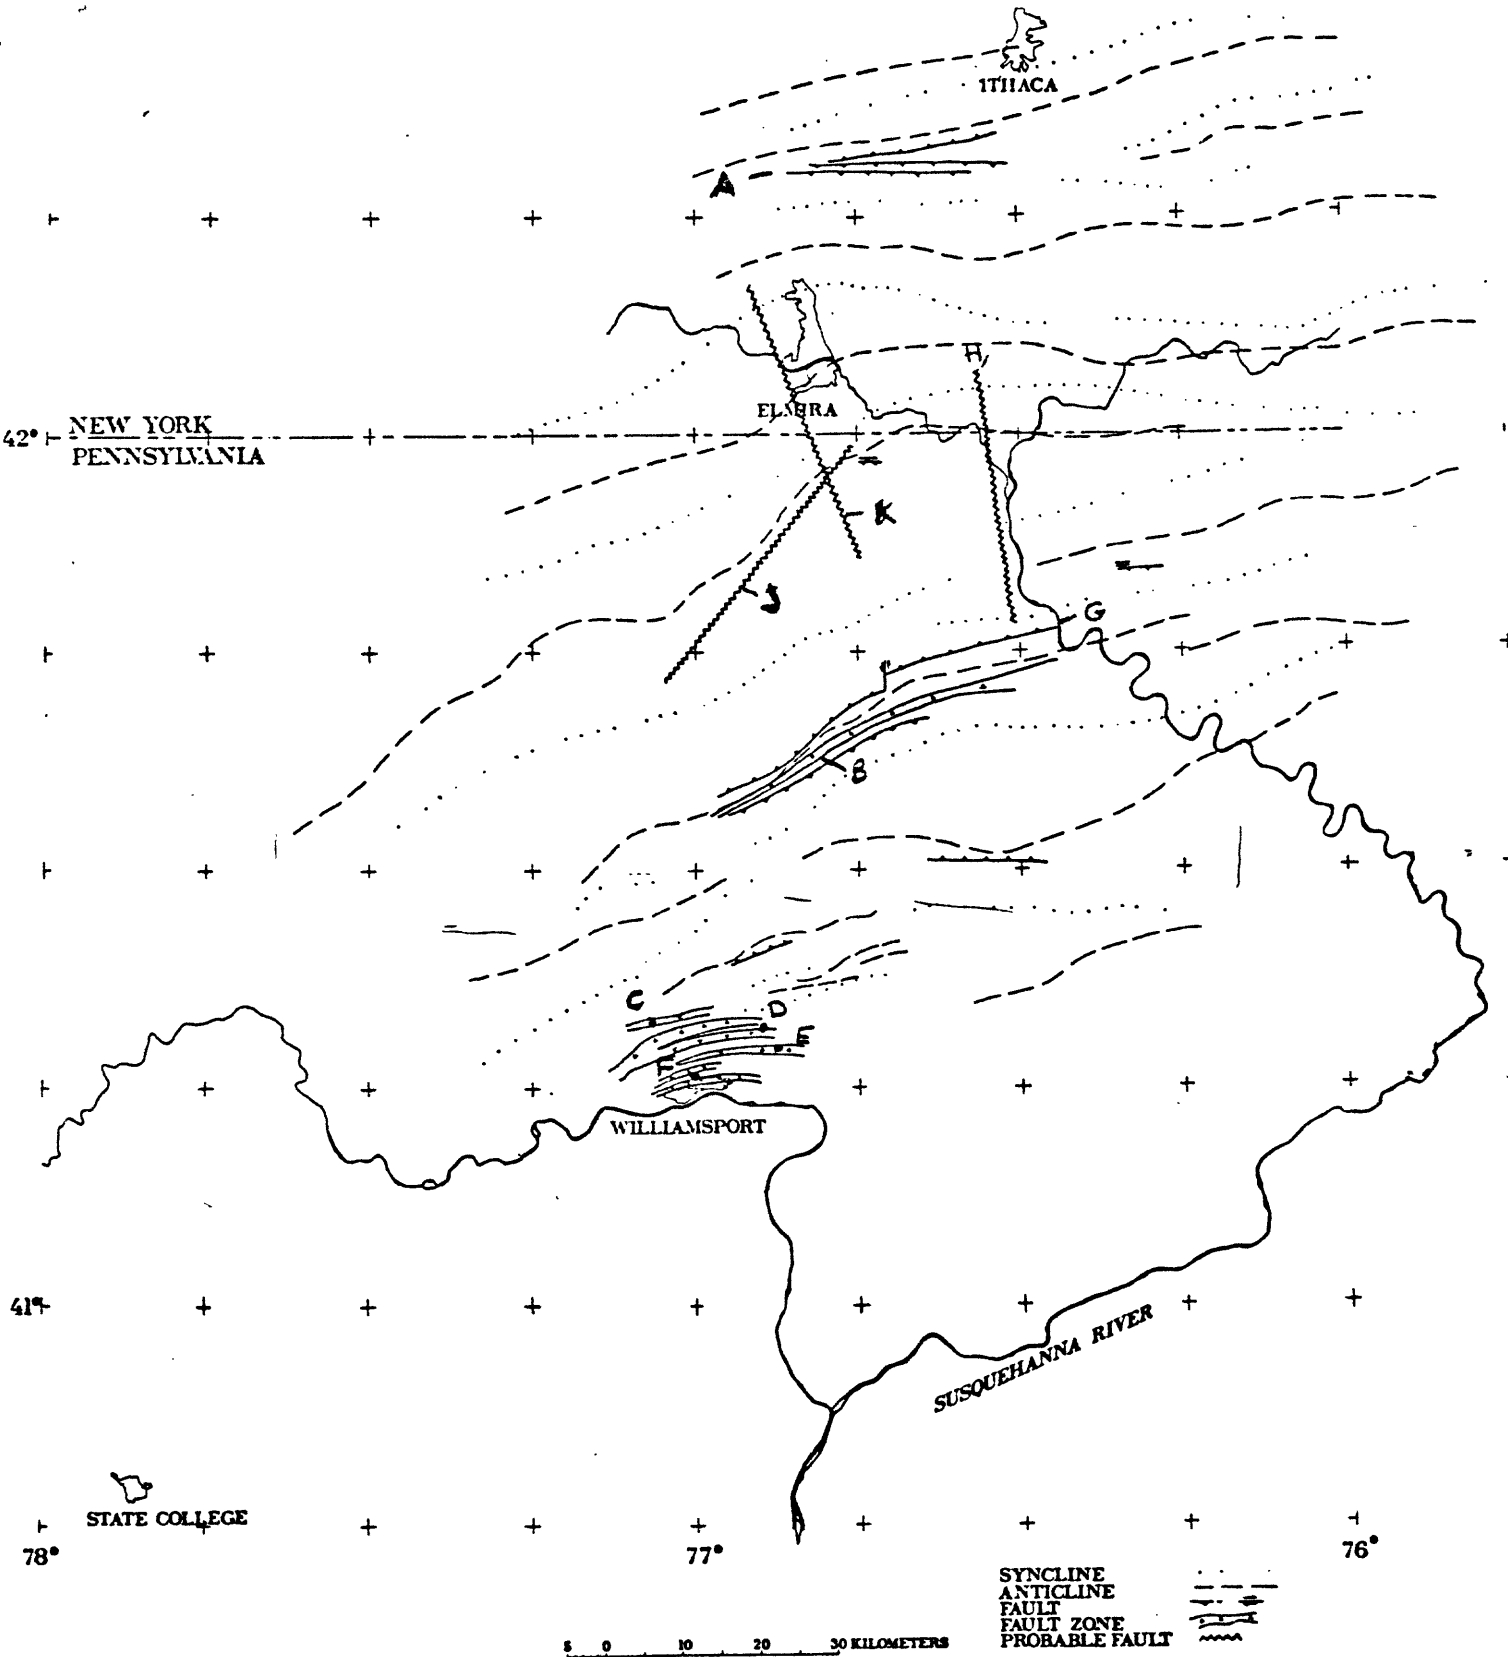 ITHACA
A
H
ELMIRA
NEW YORK
42°
PENNSYLVANIA
K
J
G
B
C
D
E
F
WILLIAMSPORT
41°
SUSQUEHANNA RIVER
STATE COLLEGE
78°
77°
76°
SYNCLINE
ANTICLINE
FAULT
FAULT ZONE
PROBABLE FAULT
5 0 10 20 30 KILOMETERS